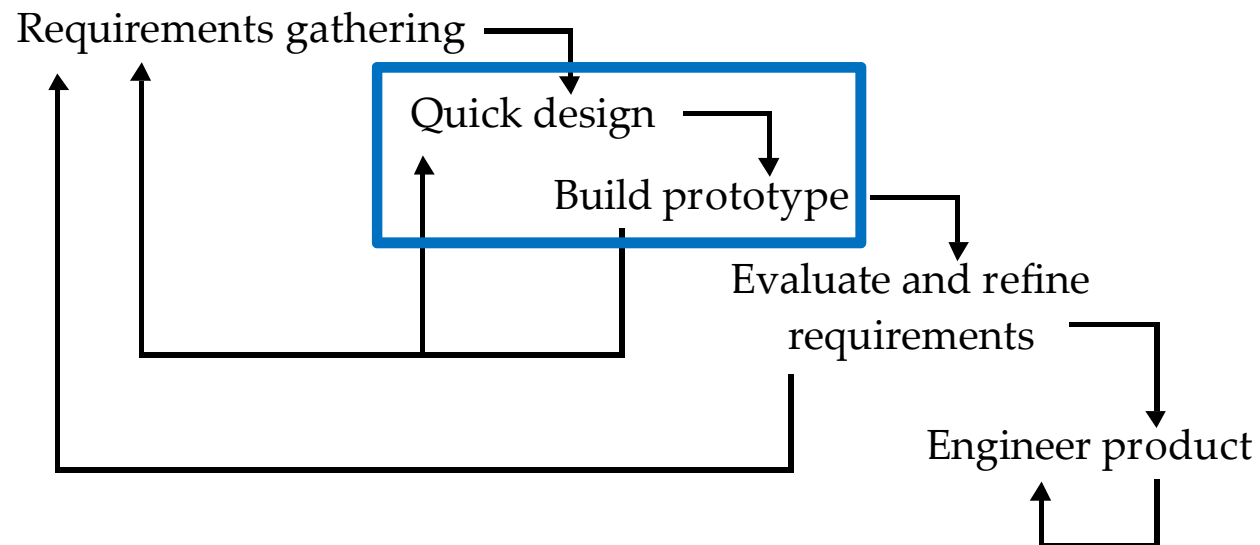 Requirements gathering
Quick design
Build prototype
Evaluate and refine
requirements
Engineer product